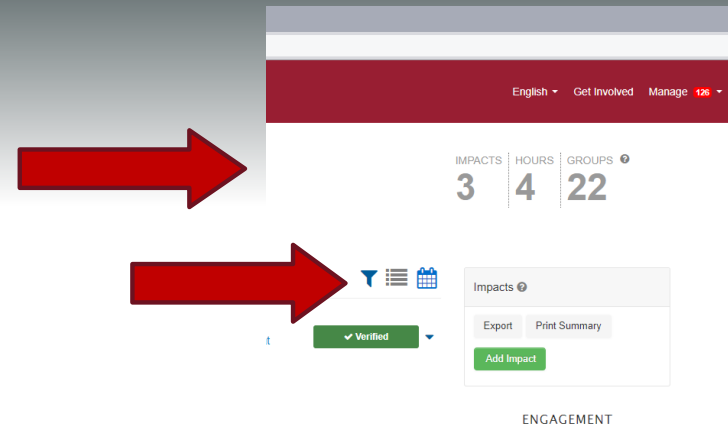 English Get Involved Manage 126
IMPACTS HOURS GROUPS
3 4 22
Impacts
Export Print Summary
t Verified
Add Impact
ENGAGEMENT